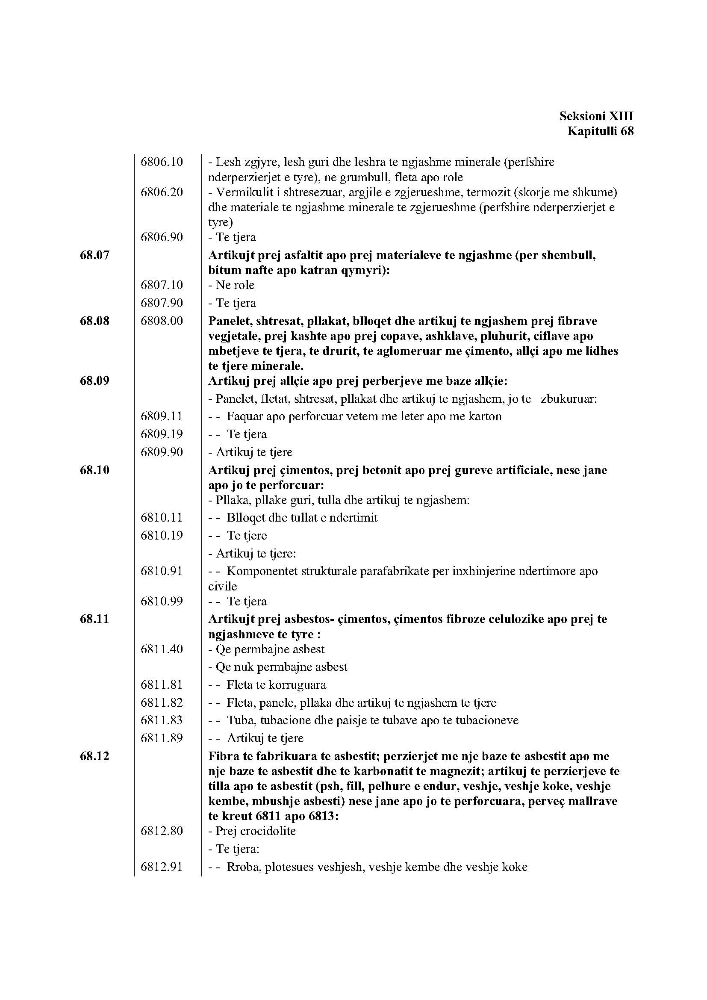 Seksioni XIII
Kapitulli 68
6806.10 - Lesh zgjyre, lesh guri dhe leshra te ngjashme minerale (perfshire
nderperzierjet e tyre), ne grumbull, fleta apo role
6806.20 - Vermikulit i shtresezuar, argjile e zgjerueshme, termozit (skorje me shkume)
dhe materiale te ngjashme minerale te zgjerueshme (perfshire nderperzierjet e
tyre)
6806.90 - Te tjera
68.07 Artikujt prej asfaltit apo prej materialeve te ngjashme (per shembull,
bitum nafte apo katran qymyri):
6807.10 - Ne role
6807.90 - Te tjera
68.08 6808.00 Panelet, shtresat, pllakat, blloqet dhe artikuj te ngjashem prej fibrave
vegjetale, prej kashte apo prej copave, ashklave, pluhurit, ciflave apo
mbetjeve te tjera, te drurit, te aglomeruar me çimento, allçi apo me lidhes
te tjere minerale.
68.09 Artikuj prej allçie apo prej perberjeve me baze allçie:
- Panelet, fletat, shtresat, pllakat dhe artikuj te ngjashem, jo te zbukuruar:
6809.11 - - Faquar apo perforcuar vetem me leter apo me karton
6809.19 - - Te tjera
6809.90 - Artikuj te tjere
68.10 Artikuj prej çimentos, prej betonit apo prej gureve artificiale, nese jane
apo jo te perforcuar:
- Pllaka, pllake guri, tulla dhe artikuj te ngjashem:
6810.11 - - Blloqet dhe tullat e ndertimit
6810.19 - - Te tjere
- Artikuj te tjere:
6810.91 - - Komponentet strukturale parafabrikate per inxhinjerine ndertimore apo
civile
6810.99 - - Te tjera
68.11 Artikujt prej asbestos- çimentos, çimentos fibroze celulozike apo prej te
ngjashmeve te tyre :
6811.40 - Qe permbajne asbest
- Qe nuk permbajne asbest
6811.81 - - Fleta te korruguara
6811.82 - - Fleta, panele, pllaka dhe artikuj te ngjashem te tjere
6811.83 - - Tuba, tubacione dhe paisje te tubave apo te tubacioneve
6811.89 - - Artikuj te tjere
68.12 Fibra te fabrikuara te asbestit; perzierjet me nje baze te asbestit apo me
nje baze te asbestit dhe te karbonatit te magnezit; artikuj te perzierjeve te
tilla apo te asbestit (psh, fill, pelhure e endur, veshje, veshje koke, veshje
kembe, mbushje asbesti) nese jane apo jo te perforcuara, perveç mallrave
te kreut 6811 apo 6813:
6812.80 - Prej crocidolite
- Te tjera:
6812.91 - - Rroba, plotesues veshjesh, veshje kembe dhe veshje koke